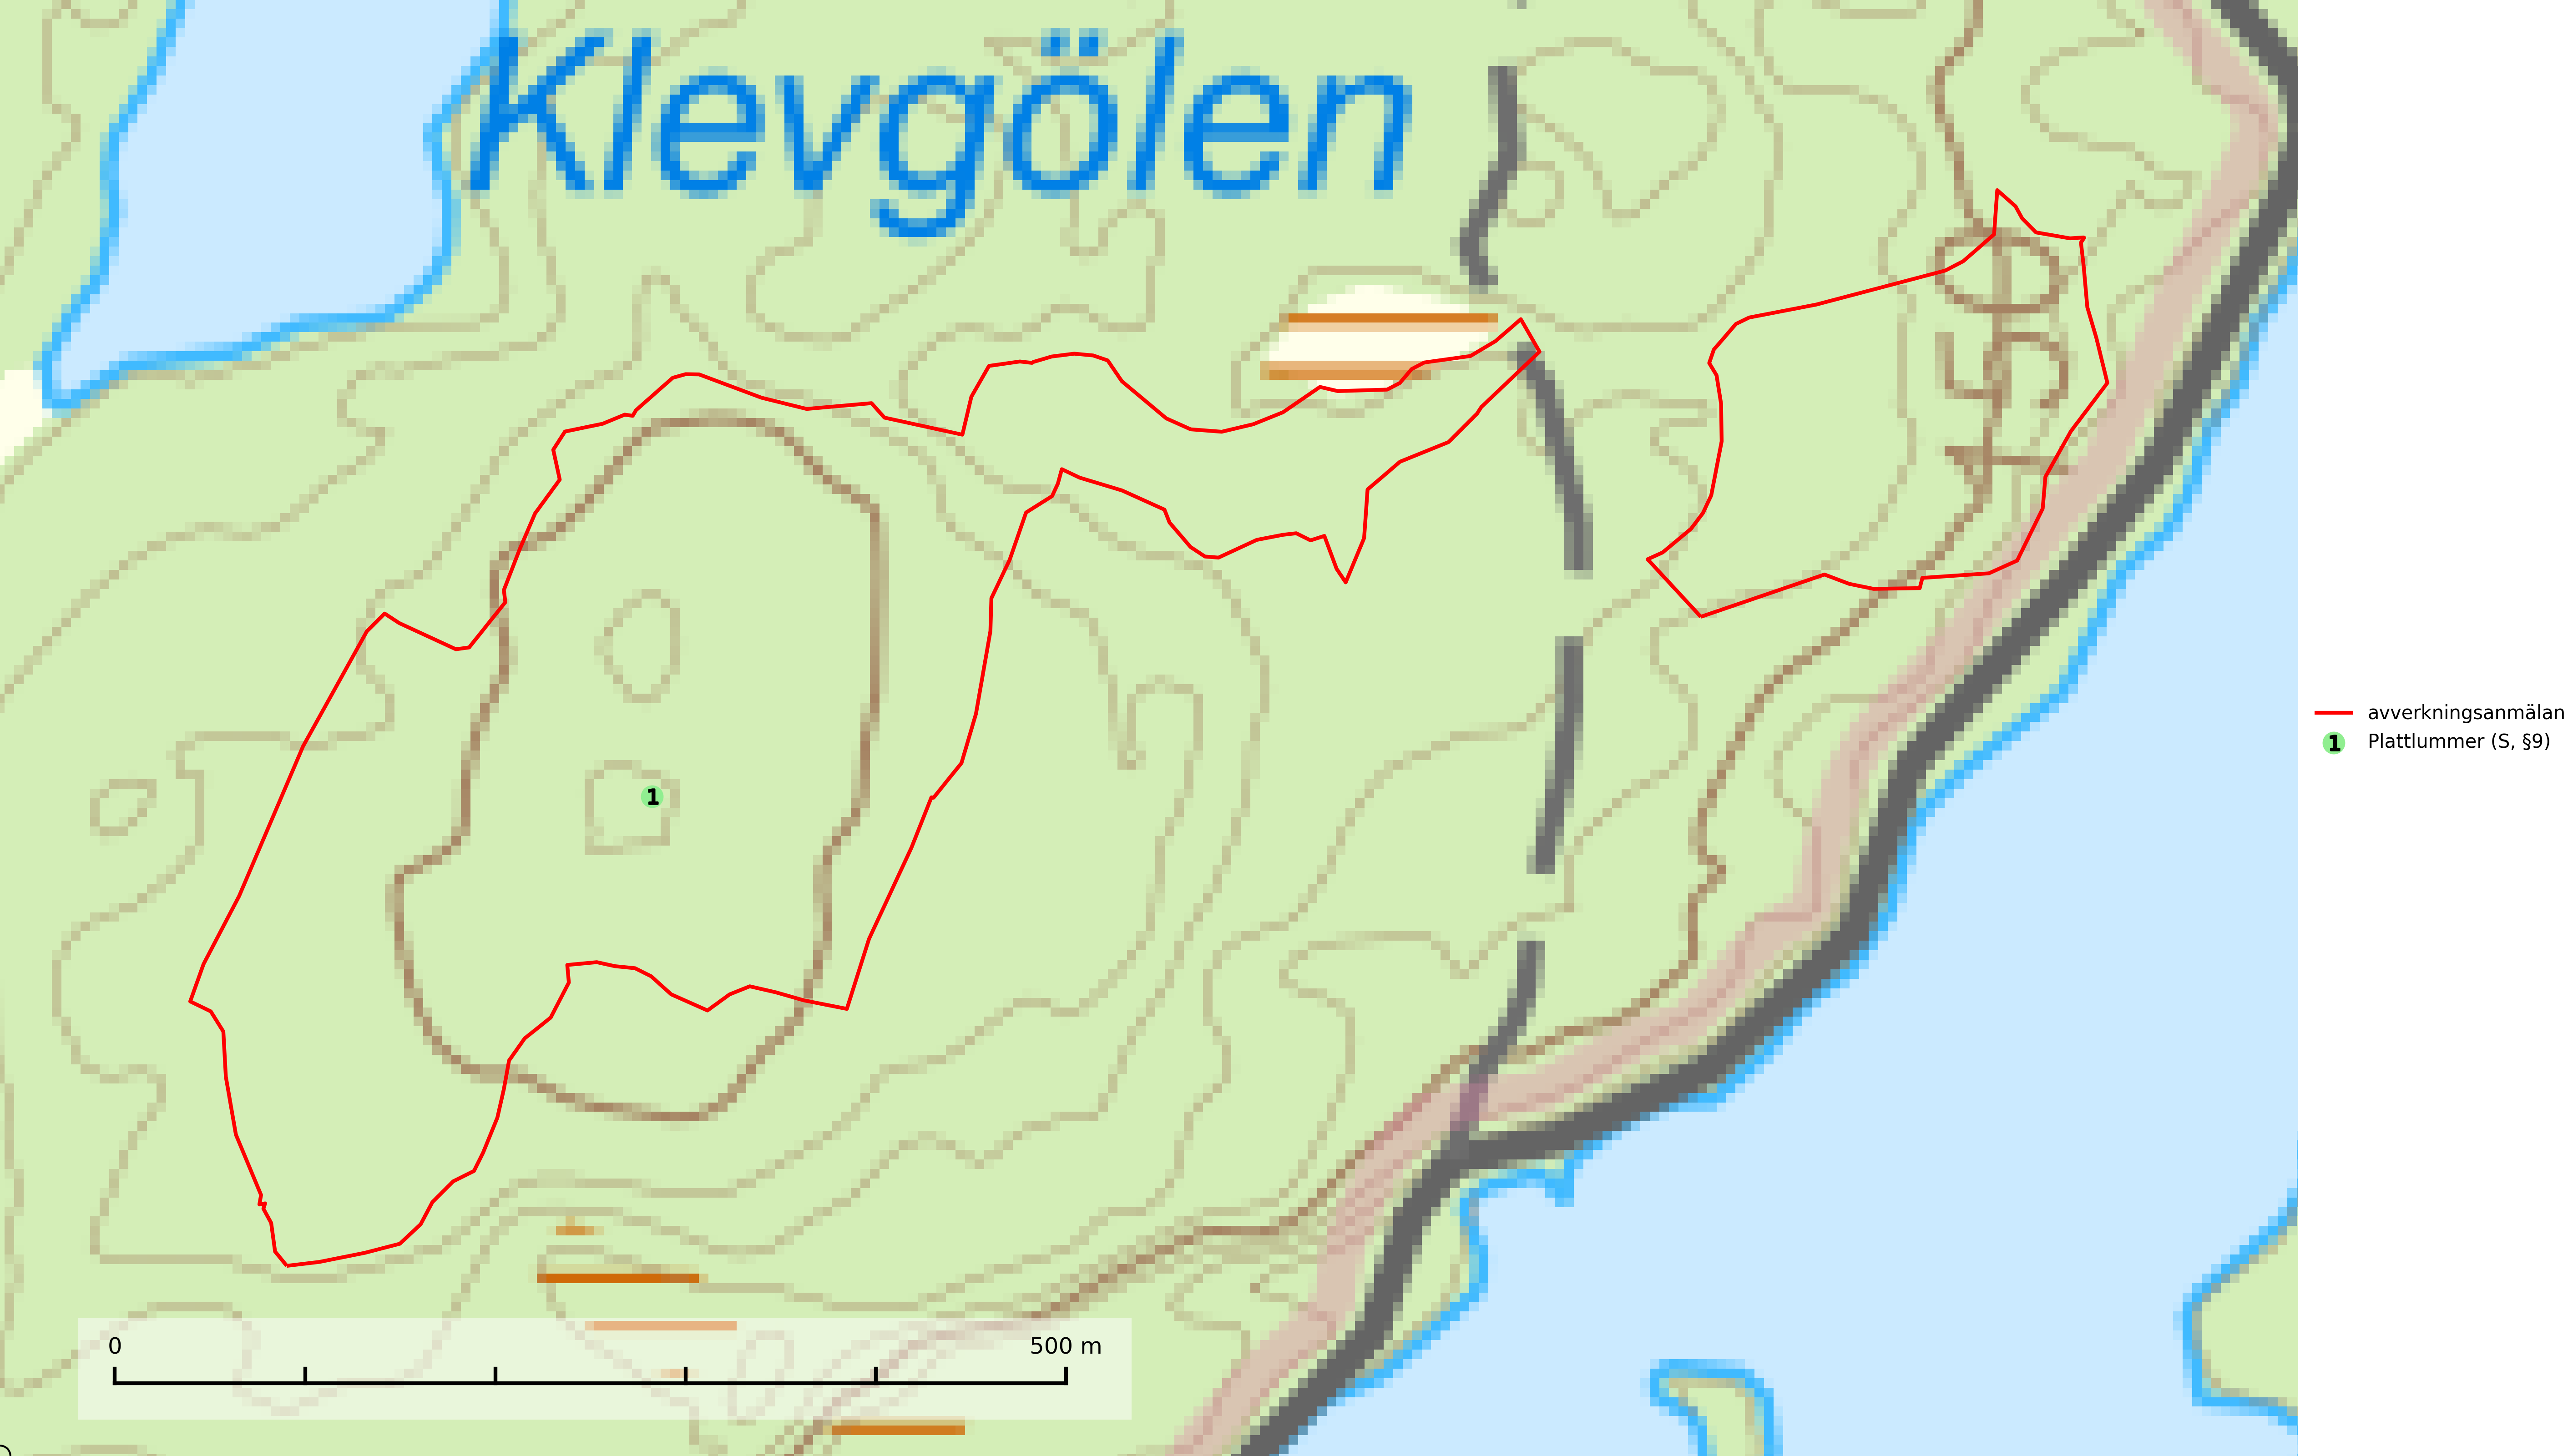 Klevgölen
150
avverkningsanmälan
1 Plattlummer (S, §9)
1
0 500 m